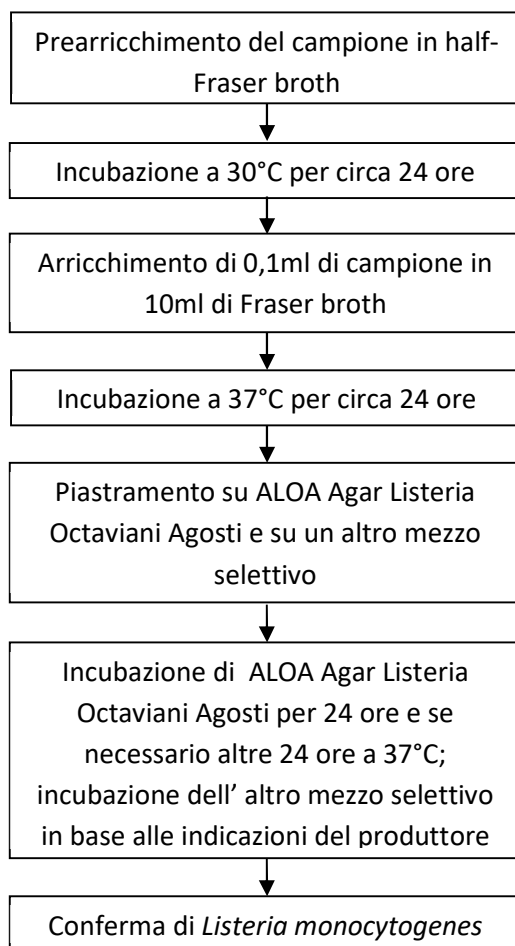 Prearricchimento del campione in half-
Fraser broth
Incubazione a 30°C per circa 24 ore
Arricchimento di 0,1ml di campione in
10ml di Fraser broth
Incubazione a 37°C per circa 24 ore
Piastramento su ALOA Agar Listeria
Octaviani Agosti e su un altro mezzo
selettivo
Incubazione di ALOA Agar Listeria
Octaviani Agosti per 24 ore e se
necessario altre 24 ore a 37°C;
incubazione dell’ altro mezzo selettivo
in base alle indicazioni del produttore
Conferma di Listeria monocytogenes